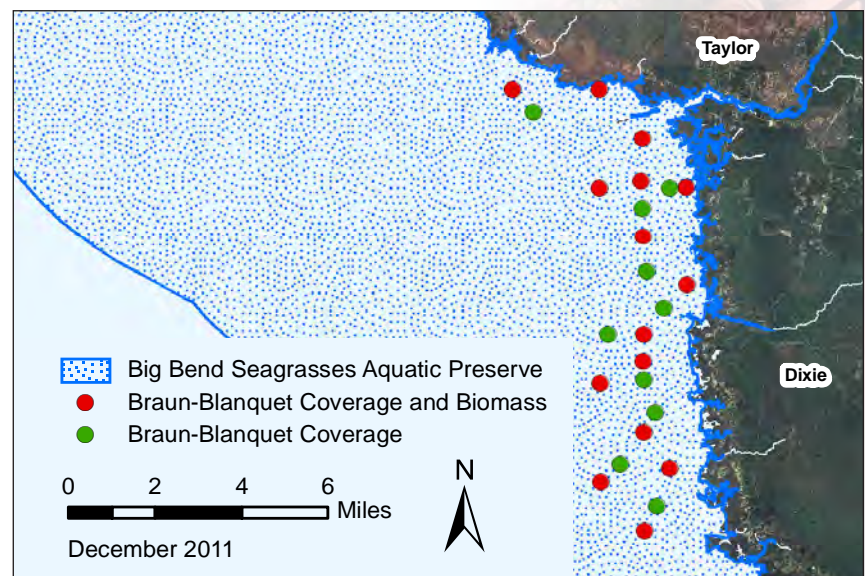 Taylor
Dixie
Big Bend Seagrasses Aquatic Preserve
Braun-Blanquet Coverage and Biomass
Braun-Blanquet Coverage
N
0 2 4 6
Miles
December 2011